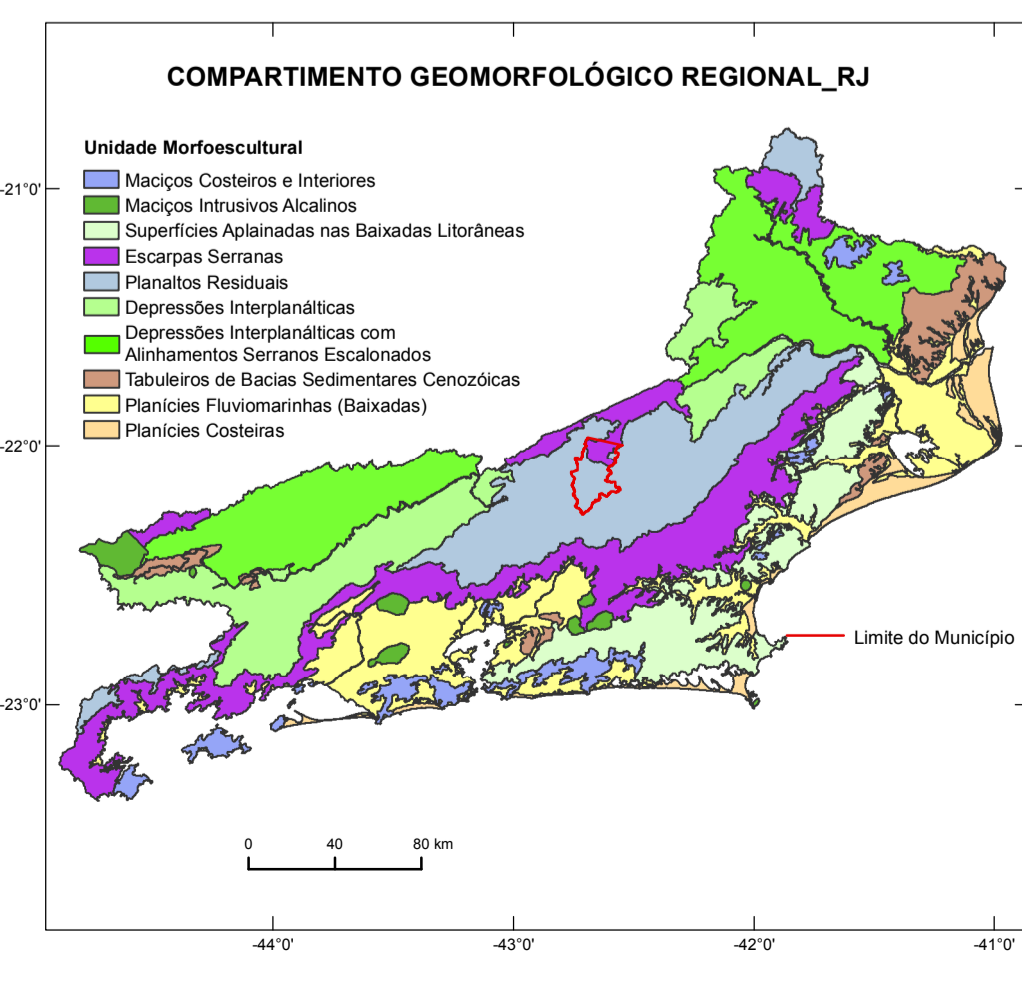 COMPARTIMENTO GEOMORFOLÓGICO REGIONAL_RJ
Unidade Morfoescultural
Maciços Costeiros e Interiores
Maciços Intrusivos Alcalinos
Superfícies Aplainadas nas Baixadas Litorâneas
Escarpas Serranas
Planaltos Residuais
Depressões Interplanálticas
Depressões Interplanálticas com
Alinhamentos Serranos Escalonados
Tabuleiros de Bacias Sedimentares Cenozóicas
Planícies Fluviomarinhas (Baixadas)
Planícies Costeiras
-21°0'
-22°0'
-23°0'
Limite do Município
0 40 80 km
-44°0' -43°0' -42°0' -41°0'